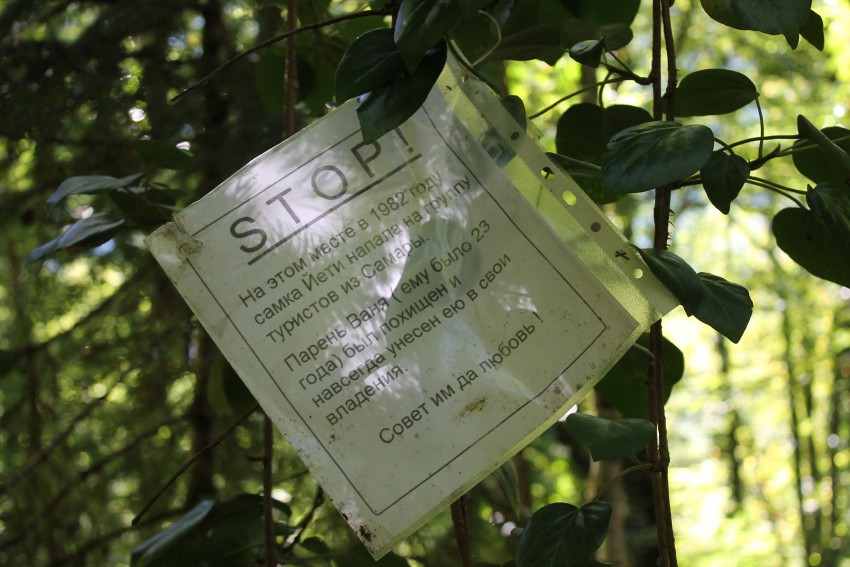 STOP!
На этом месте в 1982 году
самка Йети напала на группу
туристов из Самары.
Парень Ваня ( ему было 23
года) был похищен и
навсегда унесен ею в свои
владения.
Совет им да любовь !